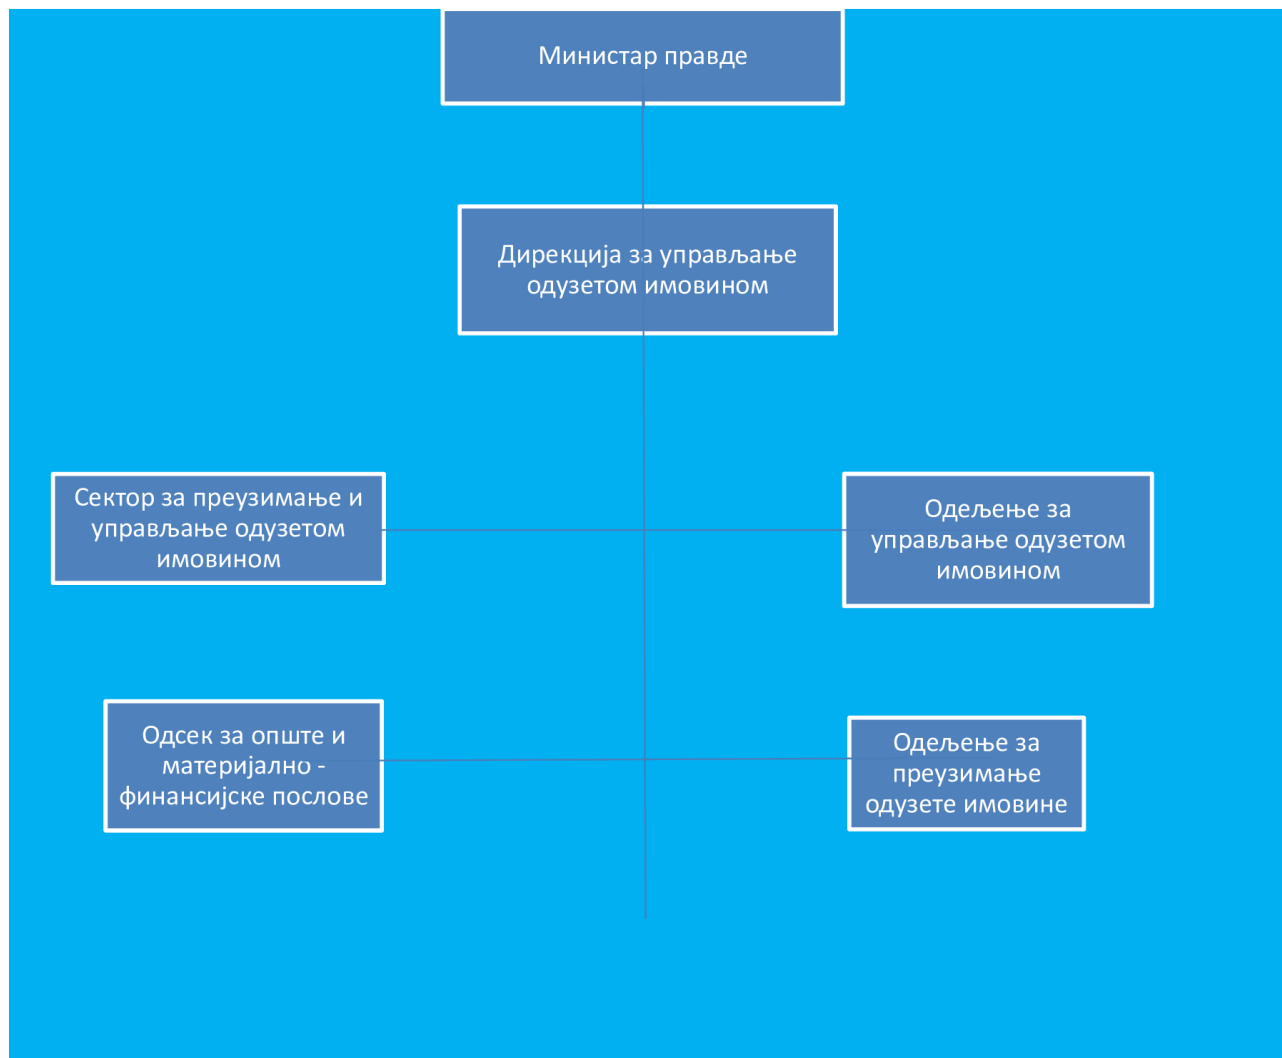 Министар правде
Дирекција за управљање
одузетом имовином
Сектор за преузимање и
управљање одузетом
имовином
Одељење за
управљање одузетом
имовином
Одсек за опште и
материјално -
финансијске послове
Одељење за
преузимање
одузете имовине